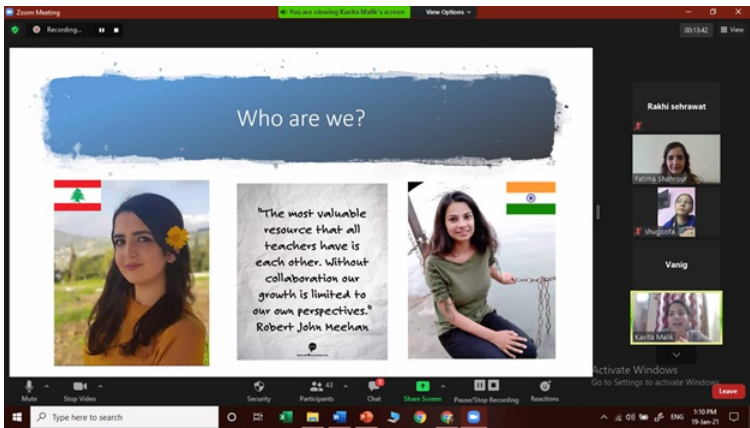 Zoom Meeting
You are viewing Kavita Malik's screen
View Options
Recording...
00:13:42
View
Who are we?
"The most valuable
resource that all
teachers have is
each other. Without
collaboration our
growth is limited to
our own perspectives."
Robert John Meehan
Rakhi sehrawat
Fatima Shahrour
shugoofa
Vanig
Kavita Malik
Activate Windows
Go to Settings to activate Windows.
Mute
Stop Video
Security
43
Participants
Chat
Share Screen
Pause/Stop Recording
Reactions
Leave
Type here to search
ENG
1:10 PM
19-Jan-21